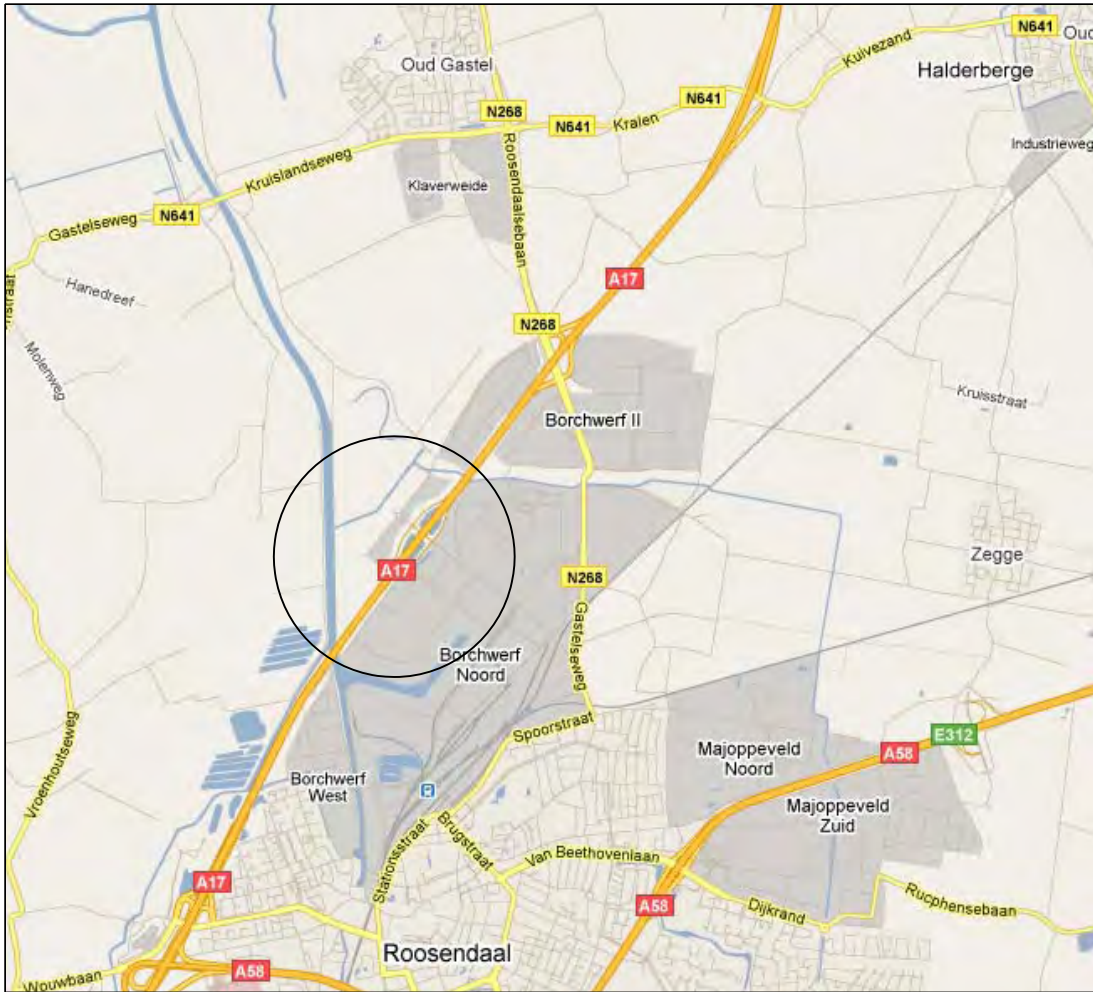 N641
Oud
Kuivezand
Halderberge
Oud Gastel
N268
N641
N641
Kralen
Roosendaalsebaan
Kruislandseweg
Industrieweg
Klaverweide
Gastelseweg
N641
Hanedreef
nstraat
A17
N268
Molenweg
Kruisstraat
Borchwerf II
Zegge
A17
N268
Gastelseweg
Borchwerf
Noord
Spoorstraat
E312
A58
Majoppeveld
Noord
Borchwerf
West
Majoppeveld
Zuid
Vroenhoutseweg
Stationsstraat
Brugstraat
Van Beethovenlaan
A17
A58
Dijkrand
Rucphensebaan
Roosendaal
A58
Wouwbaan